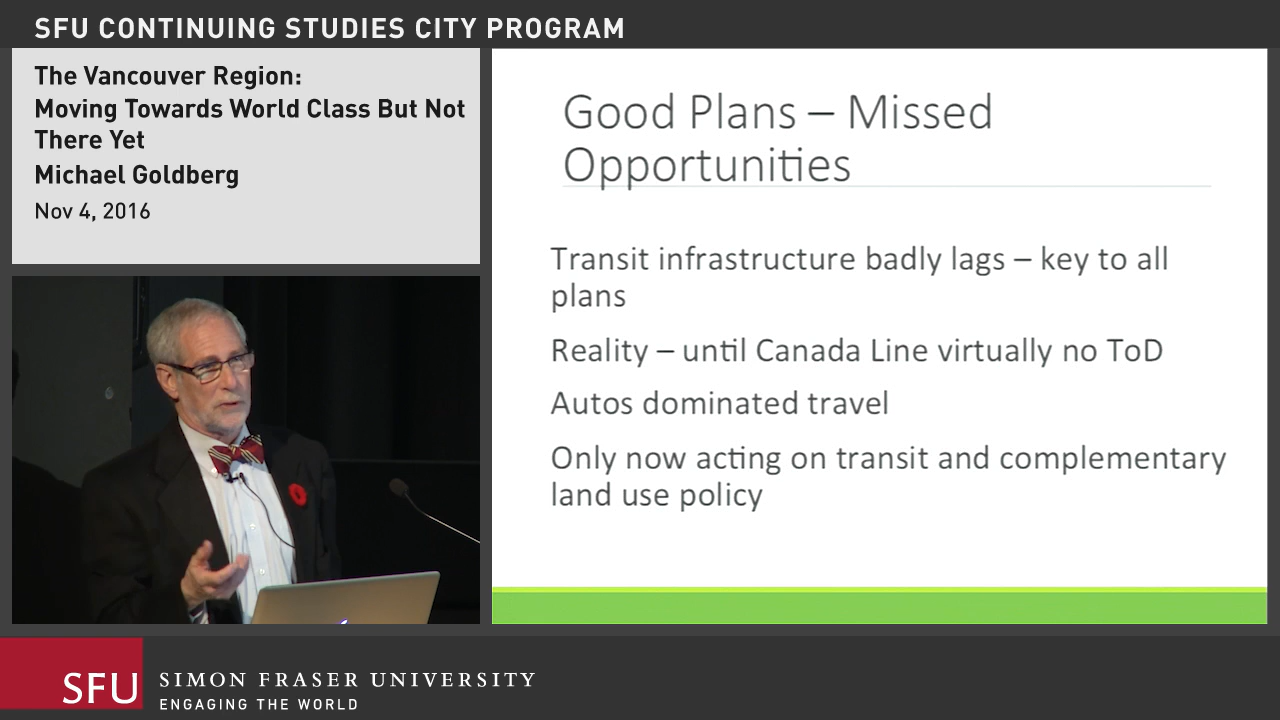 SFU CONTINUING STUDIES CITY PROGRAM
The Vancouver Region:
Moving Towards World Class But Not
There Yet
Michael Goldberg
Nov 4, 2016
Good Plans – Missed
Opportunities
Transit infrastructure badly lags – key to all
plans
Reality – until Canada Line virtually no ToD
Autos dominated travel
Only now acting on transit and complementary
land use policy
SFU
SIMON FRASER UNIVERSITY
ENGAGING THE WORLD